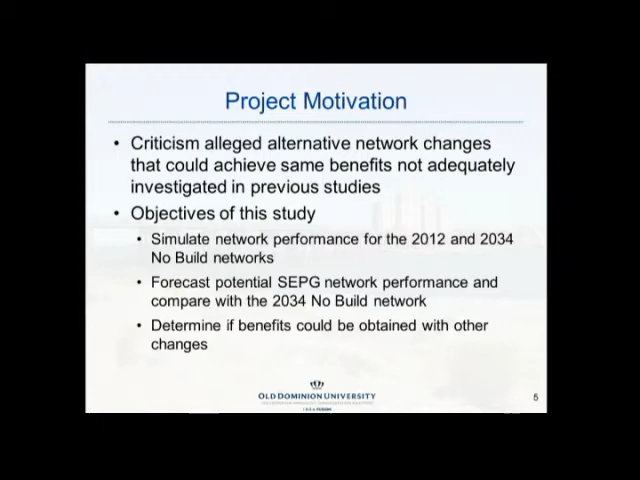 Project Motivation
• Criticism alleged alternative network changes
that could achieve same benefits not adequately
investigated in previous studies
• Objectives of this study
• Simulate network performance for the 2012 and 2034
No Build networks
• Forecast potential SEPG network performance and
compare with the 2034 No Build network
• Determine if benefits could be obtained with other
changes
OLD DOMINION UNIVERSITY
5